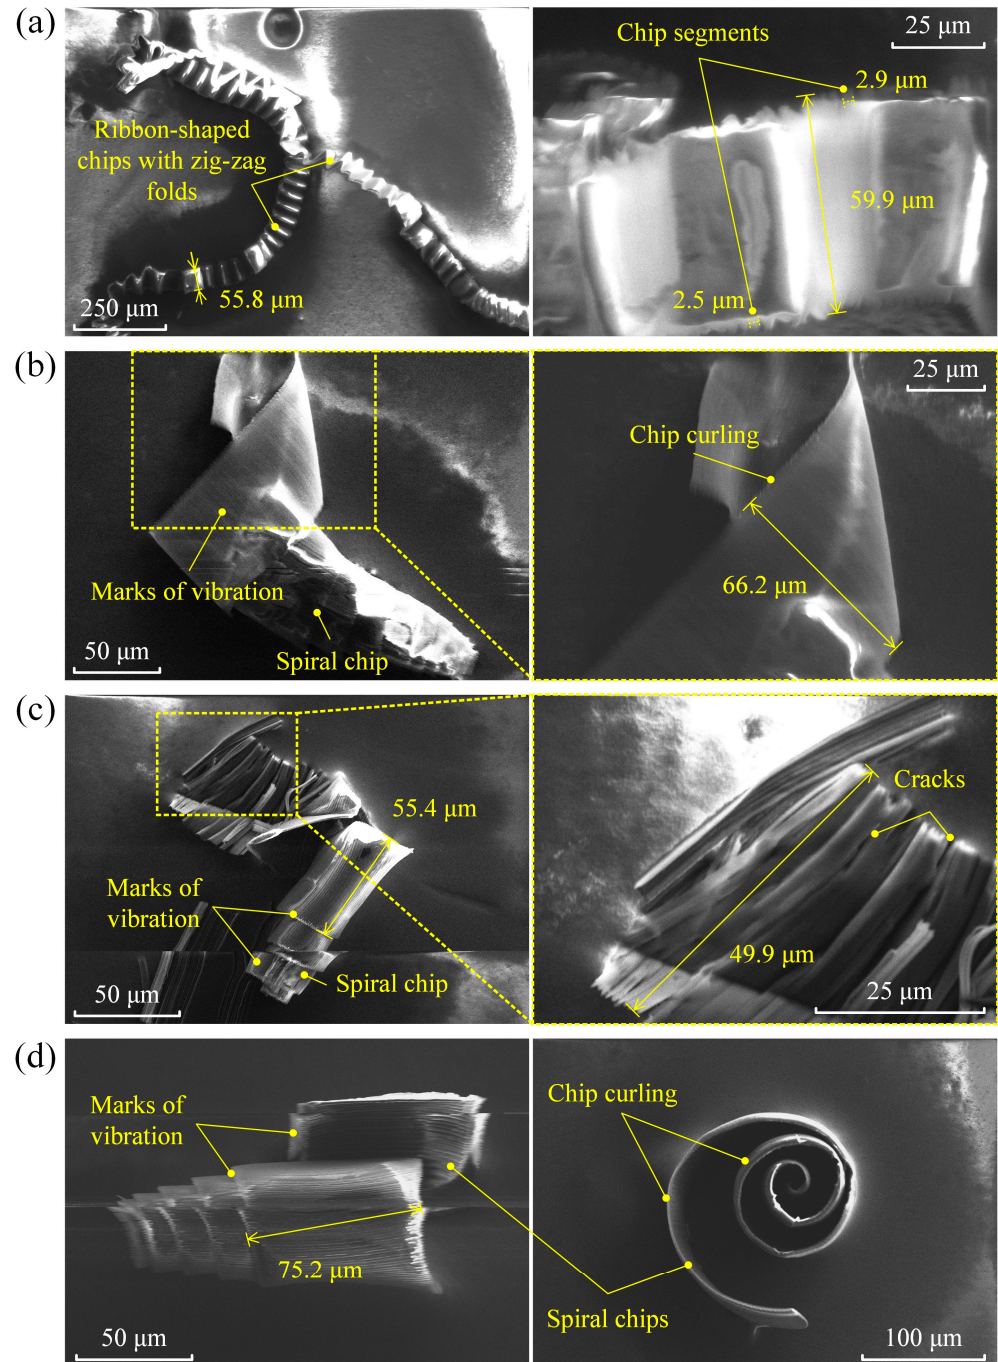 (a)
Ribbon-shaped
chips with zig-zag
folds
250 μm
55.8 μm
Chip segments
25 μm
2.9 μm
59.9 μm
2.5 μm
(b)
Marks of vibration
Spiral chip
50 μm
25 μm
Chip curling
66.2 μm
(c)
55.4 μm
Marks of
vibration
Spiral chip
50 μm
Cracks
49.9 μm
25 μm
(d)
Marks of
vibration
75.2 μm
50 μm
Chip curling
Spiral chips
100 μm